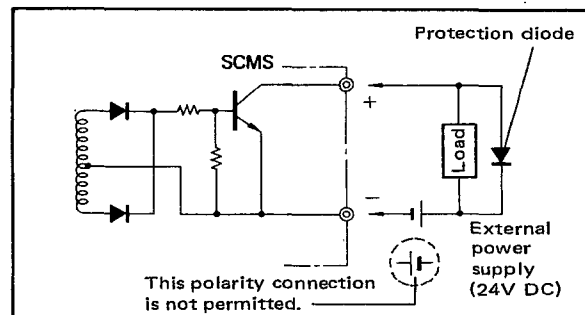 Protection diode
SCMS
+
Load
−
External
power
supply
(24V DC)
This polarity connection
is not permitted.